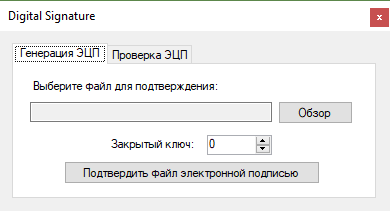 Digital Signature
x
Генерация ЭЦП
Проверка ЭЦП
Выберите файл для подтверждения:
Обзор
Закрытый ключ:
0
Подтвердить файл электронной подписью